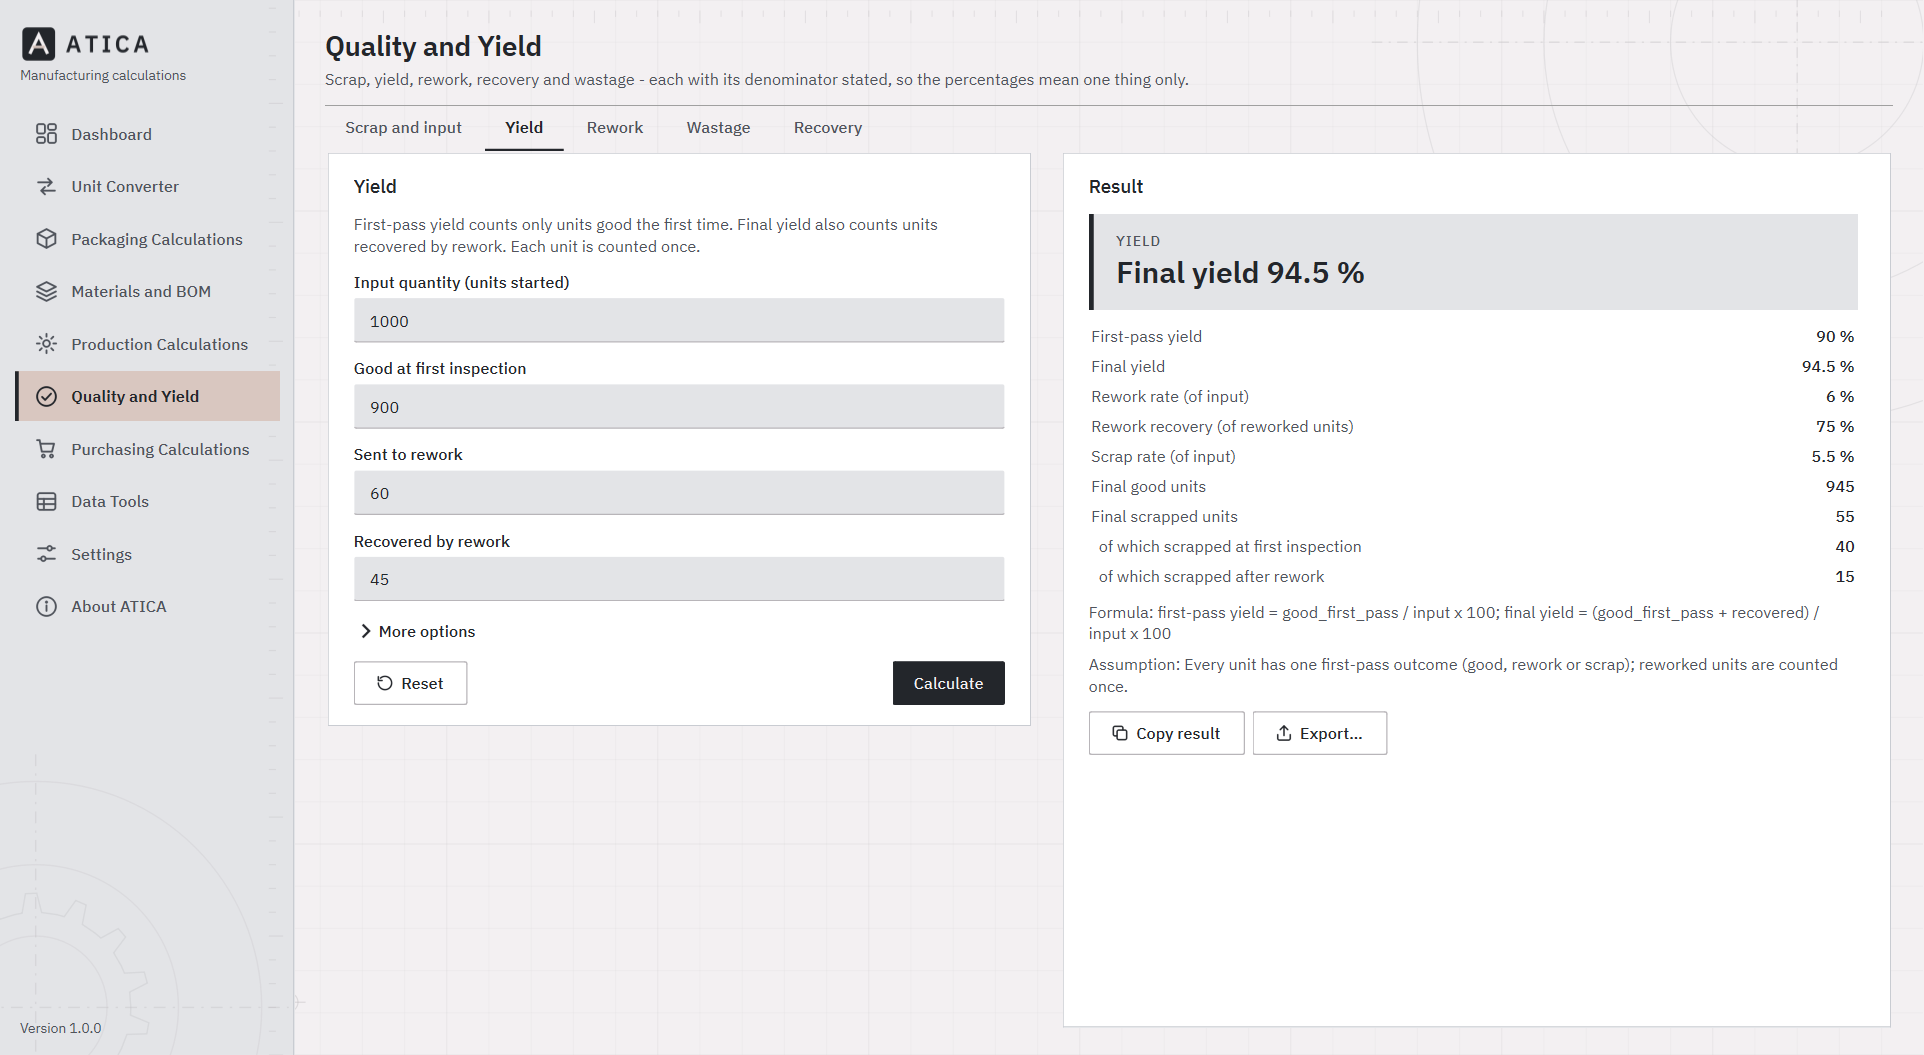 ATICA
Manufacturing calculations
Dashboard
Unit Converter
Packaging Calculations
Materials and BOM
Production Calculations
Quality and Yield
Purchasing Calculations
Data Tools
Settings
About ATICA
Version 1.0.0
Quality and Yield
Scrap, yield, rework, recovery and wastage - each with its denominator stated, so the percentages mean one thing only.
Scrap and input Yield Rework Wastage Recovery
Yield
First-pass yield counts only units good the first time. Final yield also counts units
recovered by rework. Each unit is counted once.
Input quantity (units started)
1000
Good at first inspection
900
Sent to rework
60
Recovered by rework
45
More options
Reset Calculate
Result
YIELD
Final yield 94.5 %
First-pass yield 90 %
Final yield 94.5 %
Rework rate (of input) 6 %
Rework recovery (of reworked units) 75 %
Scrap rate (of input) 5.5 %
Final good units 945
Final scrapped units 55
of which scrapped at first inspection 40
of which scrapped after rework 15
Formula: first-pass yield = good_first_pass / input x 100; final yield = (good_first_pass + recovered) /
input x 100
Assumption: Every unit has one first-pass outcome (good, rework or scrap); reworked units are counted
once.
Copy result Export...